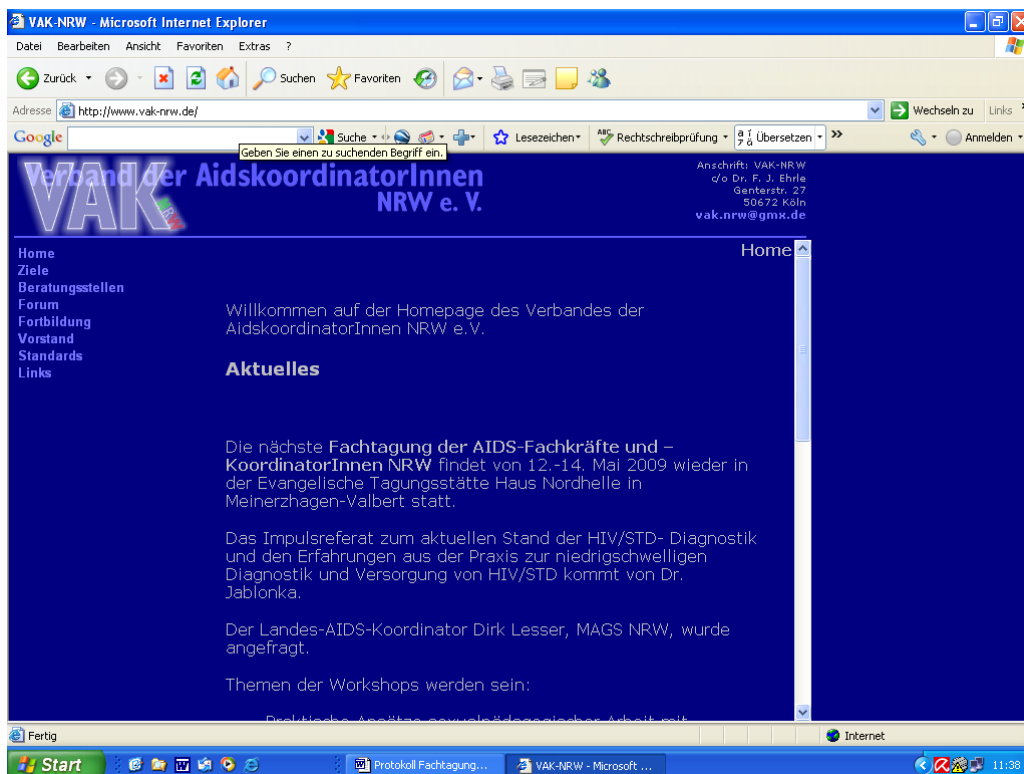 VAK-NRW - Microsoft Internet Explorer
Datei Bearbeiten Ansicht Favoriten Extras ?
Zurück Suchen Favoriten
Adresse http://www.vak-nrw.de/ Wechseln zu Links
Google Suche Lesezeichen Rechtschreibprüfung Übersetzen Anmelden
Geben Sie einen zu suchenden Begriff ein.
Verband der AidskoordinatorInnen
NRW e. V.
VAK NRW
Anschrift: VAK-NRW
c/o Dr. F. J. Ehrle
Genterstr. 27
50672 Köln
vak.nrw@gmx.de
Home
Ziele
Beratungsstellen
Forum
Fortbildung
Vorstand
Standards
Links
Home
Willkommen auf der Homepage des Verbandes der
AidskoordinatorInnen NRW e.V.
Aktuelles
Die nächste Fachtagung der AIDS-Fachkräfte und –
KoordinatorInnen NRW findet von 12.-14. Mai 2009 wieder in
der Evangelische Tagungsstätte Haus Nordhelle in
Meinerzhagen-Valbert statt.
Das Impulsreferat zum aktuellen Stand der HIV/STD- Diagnostik
und den Erfahrungen aus der Praxis zur niedrigschwelligen
Diagnostik und Versorgung von HIV/STD kommt von Dr.
Jablonka.
Der Landes-AIDS-Koordinator Dirk Lesser, MAGS NRW, wurde
angefragt.
Themen der Workshops werden sein:
Praktische Ansätze sexualpädagogischer Arbeit mit
Fertig Internet
Start Protokoll Fachtagung... VAK-NRW - Microsoft ... 11:38